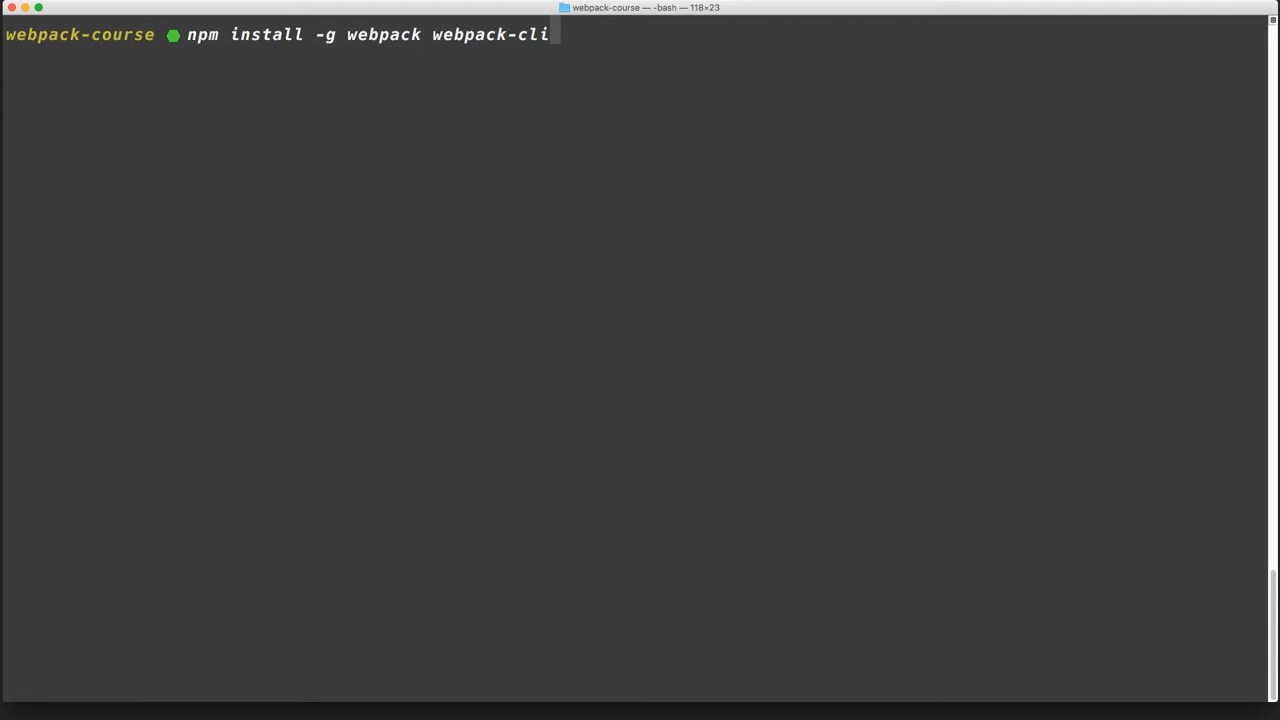 webpack-course — -bash — 118×23
webpack-course npm install -g webpack webpack-cli